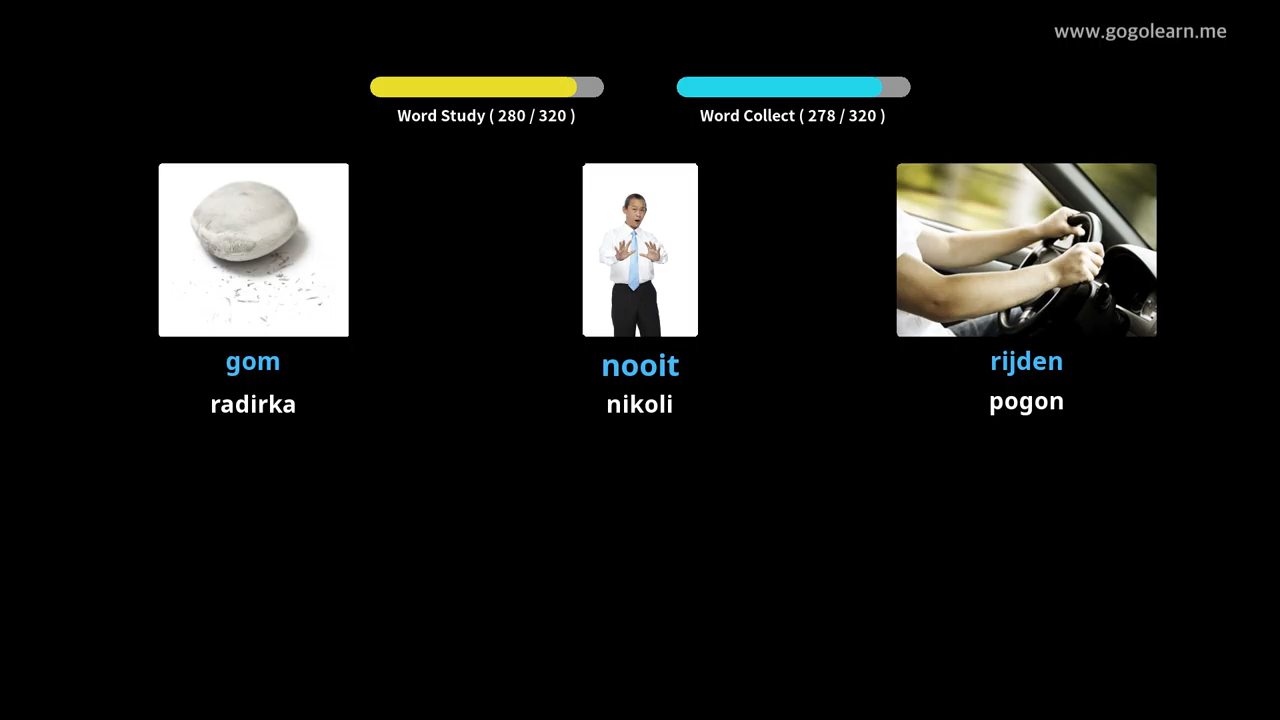 www.gogolearn.me
Word Study ( 280 / 320 )
Word Collect ( 278 / 320 )
gom
nooit
rijden
radirka
nikoli
pogon